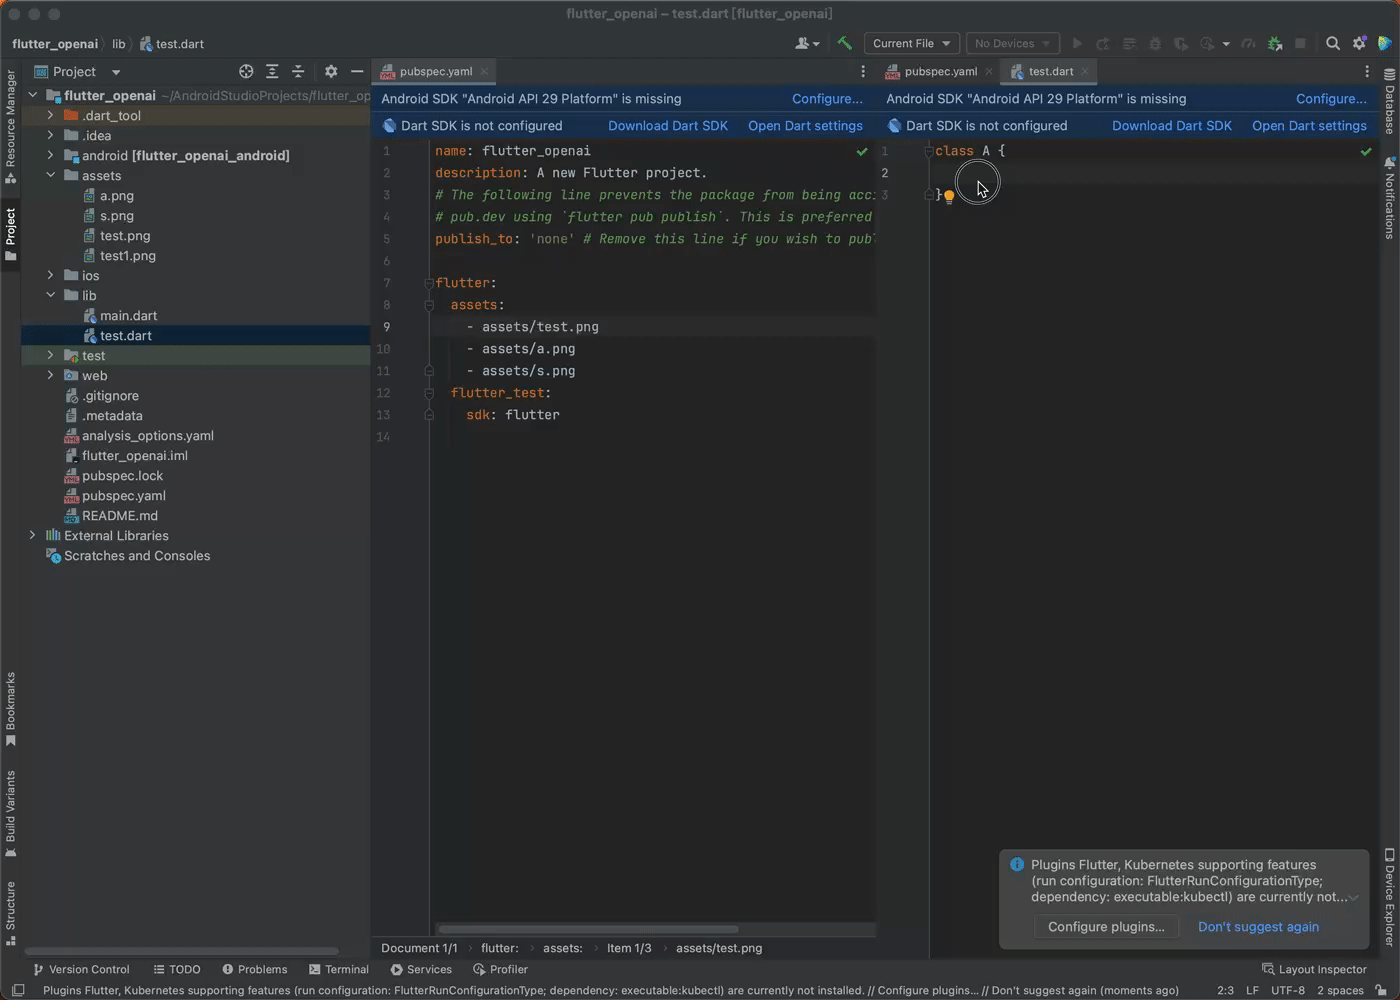 flutter_openai – test.dart [flutter_openai]
flutter_openai lib test.dart
Current File
No Devices
Resource Manager
Project
Bookmarks
Build Variants
Structure
Project
flutter_openai ~/AndroidStudioProjects/flutter_op
.dart_tool
.idea
android [flutter_openai_android]
assets
a.png
s.png
test.png
test1.png
ios
lib
main.dart
test.dart
test
web
.gitignore
.metadata
analysis_options.yaml
flutter_openai.iml
pubspec.lock
pubspec.yaml
README.md
External Libraries
Scratches and Consoles
pubspec.yaml
Android SDK "Android API 29 Platform" is missing Configure...
Dart SDK is not configured Download Dart SDK Open Dart settings
1 name: flutter_openai
2 description: A new Flutter project.
3 # The following line prevents the package from being acci
4 # pub.dev using `flutter pub publish`. This is preferred
5 publish_to: 'none' # Remove this line if you wish to publ
6
7 flutter:
8 assets:
9 - assets/test.png
10 - assets/a.png
11 - assets/s.png
12 flutter_test:
13 sdk: flutter
14
Document 1/1 flutter: assets: Item 1/3 assets/test.png
pubspec.yaml test.dart
Android SDK "Android API 29 Platform" is missing Configure...
Dart SDK is not configured Download Dart SDK Open Dart settings
1 class A {
2
3 }
Database
Notifications
Device Explorer
Plugins Flutter, Kubernetes supporting features
(run configuration: FlutterRunConfigurationType;
dependency: executable:kubectl) are currently not...
Configure plugins... Don't suggest again
Version Control TODO Problems Terminal Services Profiler Layout Inspector
Plugins Flutter, Kubernetes supporting features (run configuration: FlutterRunConfigurationType; dependency: executable:kubectl) are currently not installed. // Configure plugins... // Don't suggest again (moments ago) 2:3 LF UTF-8 2 spaces